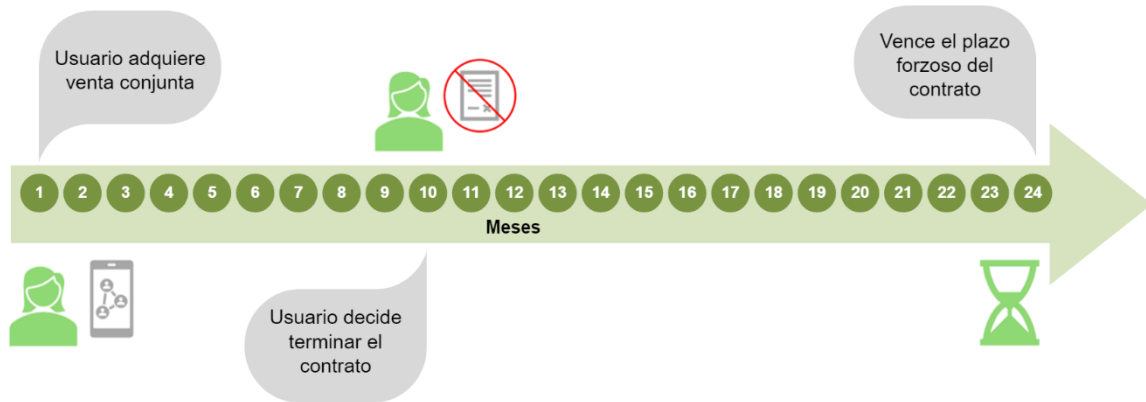 Usuario adquiere
venta conjunta
Vence el plazo
forzoso del
contrato
1 2 3 4 5 6 7 8 9 10 11 12 13 14 15 16 17 18 19 20 21 22 23 24
Meses
Usuario decide
terminar el
contrato